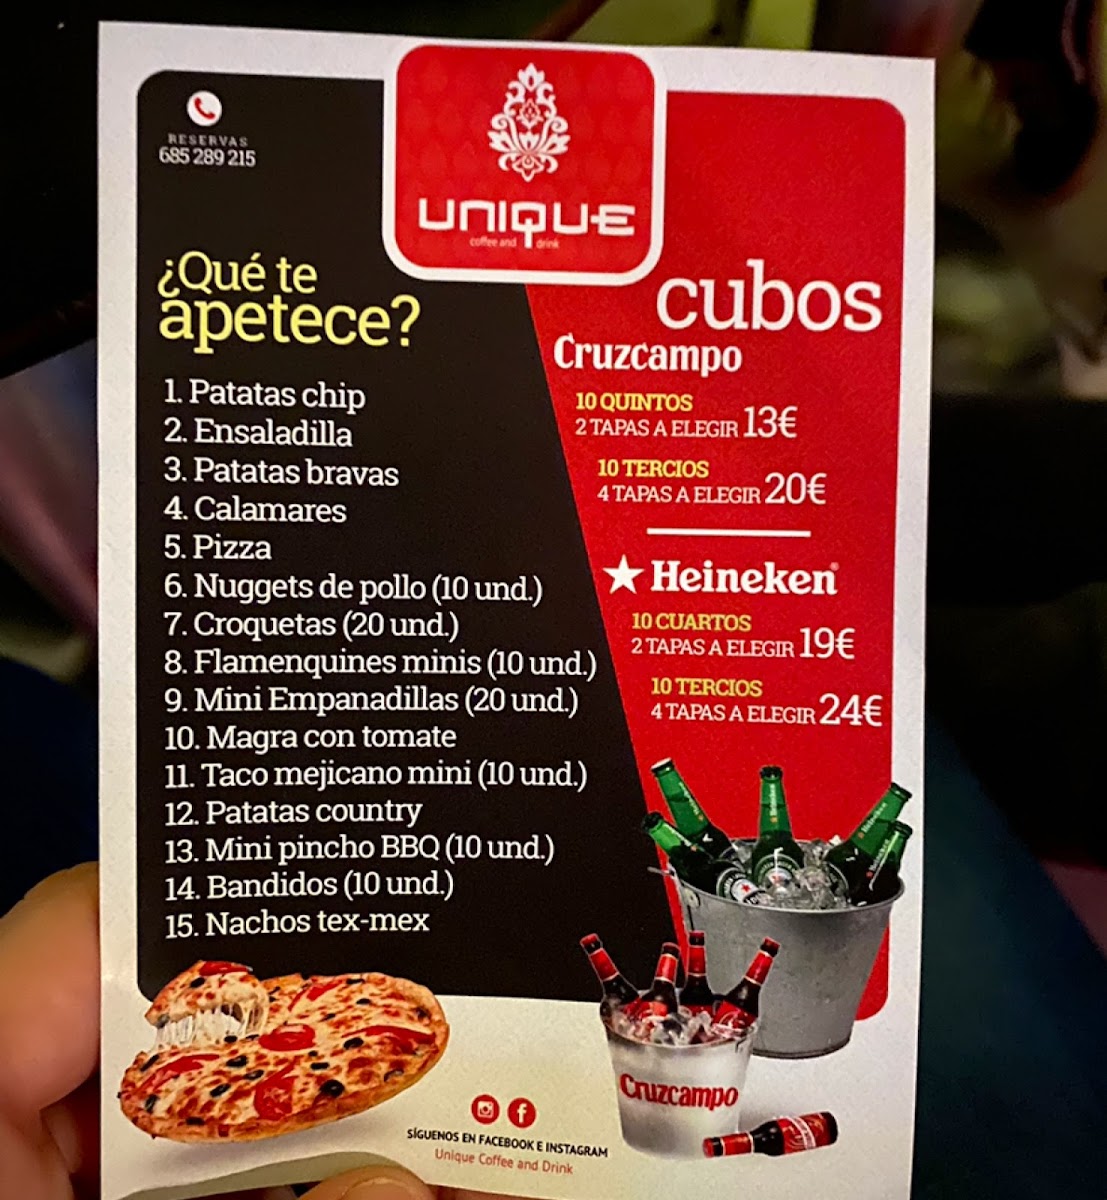 RESERVAS
685 289 215
UNIQUE
coffee and drink
¿Qué te
apetece?
1. Patatas chip
2. Ensaladilla
3. Patatas bravas
4. Calamares
5. Pizza
6. Nuggets de pollo (10 und.)
7. Croquetas (20 und.)
8. Flamenquines minis (10 und.)
9. Mini Empanadillas (20 und.)
10. Magra con tomate
11. Taco mejicano mini (10 und.)
12. Patatas country
13. Mini pincho BBQ (10 und.)
14. Bandidos (10 und.)
15. Nachos tex-mex
cubos
Cruzcampo
10 QUINTOS
2 TAPAS A ELEGIR 13€
10 TERCIOS
4 TAPAS A ELEGIR 20€
Heineken
10 CUARTOS
2 TAPAS A ELEGIR 19€
10 TERCIOS
4 TAPAS A ELEGIR 24€
Cruzcampo
SÍGUENOS EN FACEBOOK E INSTAGRAM
Unique Coffee and Drink